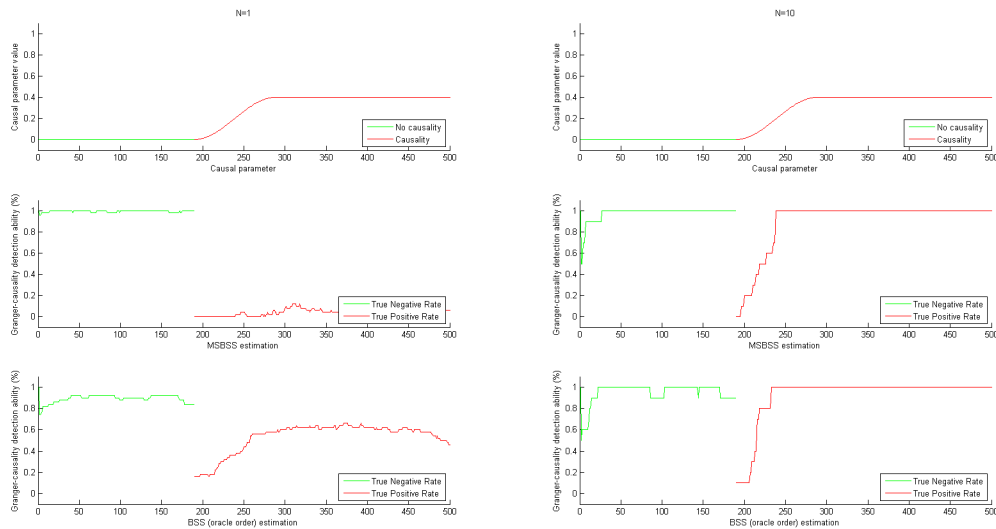 N=1
Causal parameter value
1
0.8
0.6
0.4
0.2
0
No causality
Causality
0 50 100 150 200 250 300 350 400 450 500
Causal parameter
Granger-causality detection ability (%)
1
0.8
0.6
0.4
0.2
0
True Negative Rate
True Positive Rate
0 50 100 150 200 250 300 350 400 450 500
MSBSS estimation
Granger-causality detection ability (%)
1
0.8
0.6
0.4
0.2
0
True Negative Rate
True Positive Rate
0 50 100 150 200 250 300 350 400 450 500
BSS (oracle order) estimation
N=10
Causal parameter value
1
0.8
0.6
0.4
0.2
0
No causality
Causality
0 50 100 150 200 250 300 350 400 450 500
Causal parameter
Granger-causality detection ability (%)
1
0.8
0.6
0.4
0.2
0
True Negative Rate
True Positive Rate
0 50 100 150 200 250 300 350 400 450 500
MSBSS estimation
Granger-causality detection ability (%)
1
0.8
0.6
0.4
0.2
0
True Negative Rate
True Positive Rate
0 50 100 150 200 250 300 350 400 450 500
BSS (oracle order) estimation